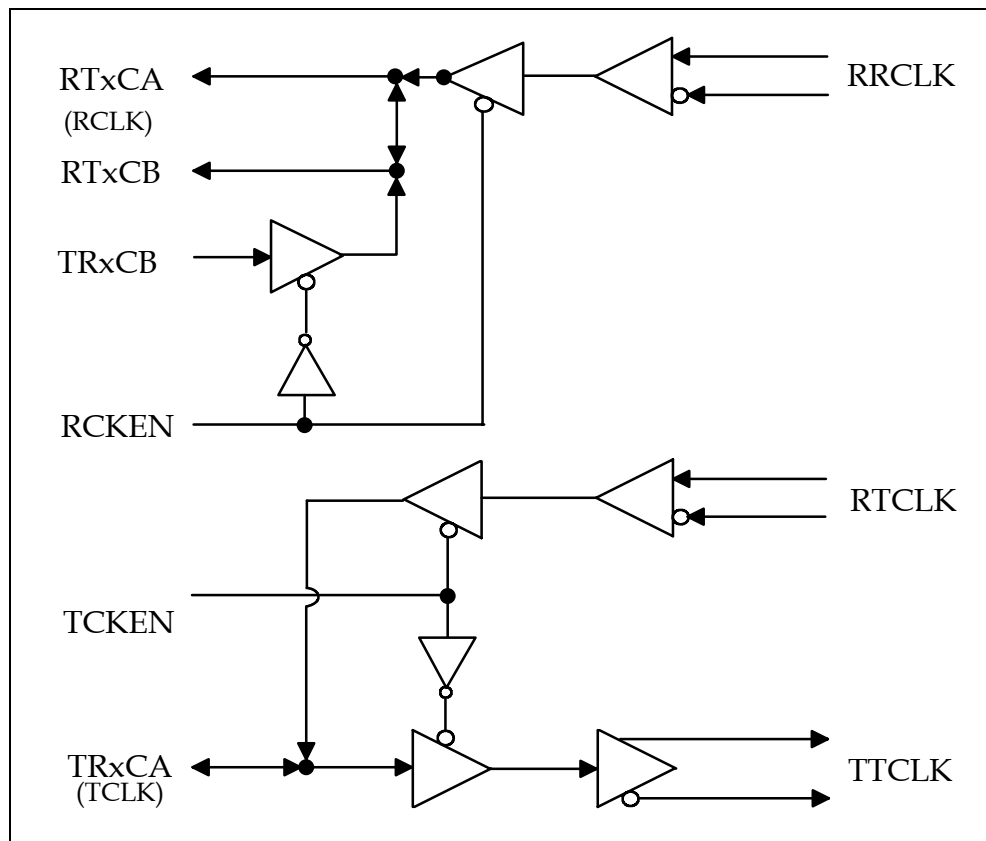 RTxCA
(RCLK)
RRCLK
RTxCB
TRxCB
RCKEN
RTCLK
TCKEN
TRxCA
(TCLK)
TTCLK